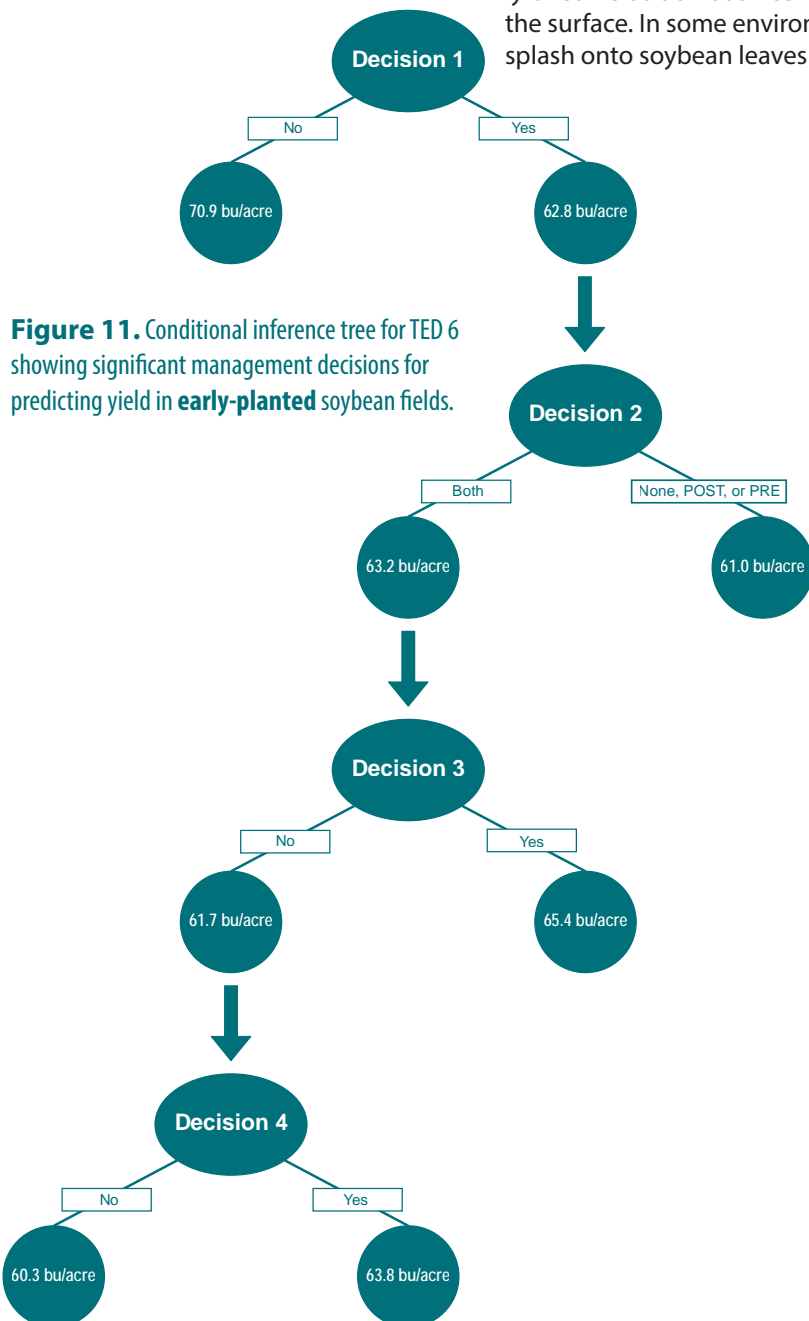 the surface. In some environ
splash onto soybean leaves
Decision 1
No
Yes
70.9 bu/acre
62.8 bu/acre
Figure 11. Conditional inference tree for TED 6
showing significant management decisions for
predicting yield in early-planted soybean fields.
Decision 2
Both
None, POST, or PRE
63.2 bu/acre
61.0 bu/acre
Decision 3
No
Yes
61.7 bu/acre
65.4 bu/acre
Decision 4
No
Yes
60.3 bu/acre
63.8 bu/acre